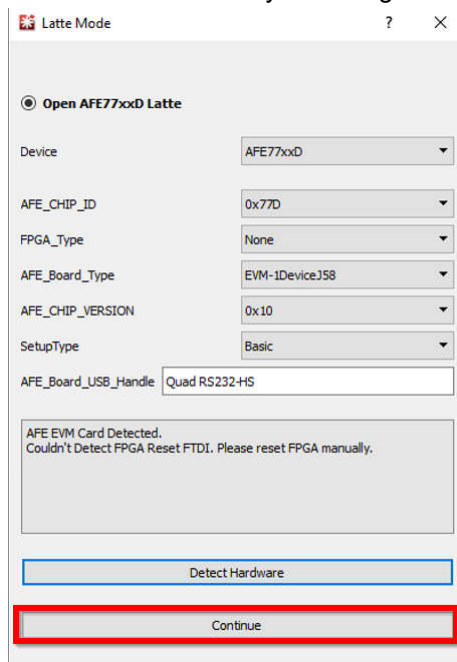 Latte Mode ? ×
Open AFE77xxD Latte
Device AFE77xxD
AFE_CHIP_ID 0x77D
FPGA_Type None
AFE_Board_Type EVM-1DeviceJ58
AFE_CHIP_VERSION 0x10
SetupType Basic
AFE_Board_USB_Handle Quad RS232-HS
AFE EVM Card Detected.
Couldn't Detect FPGA Reset FTDI. Please reset FPGA manually.
Detect Hardware
Continue